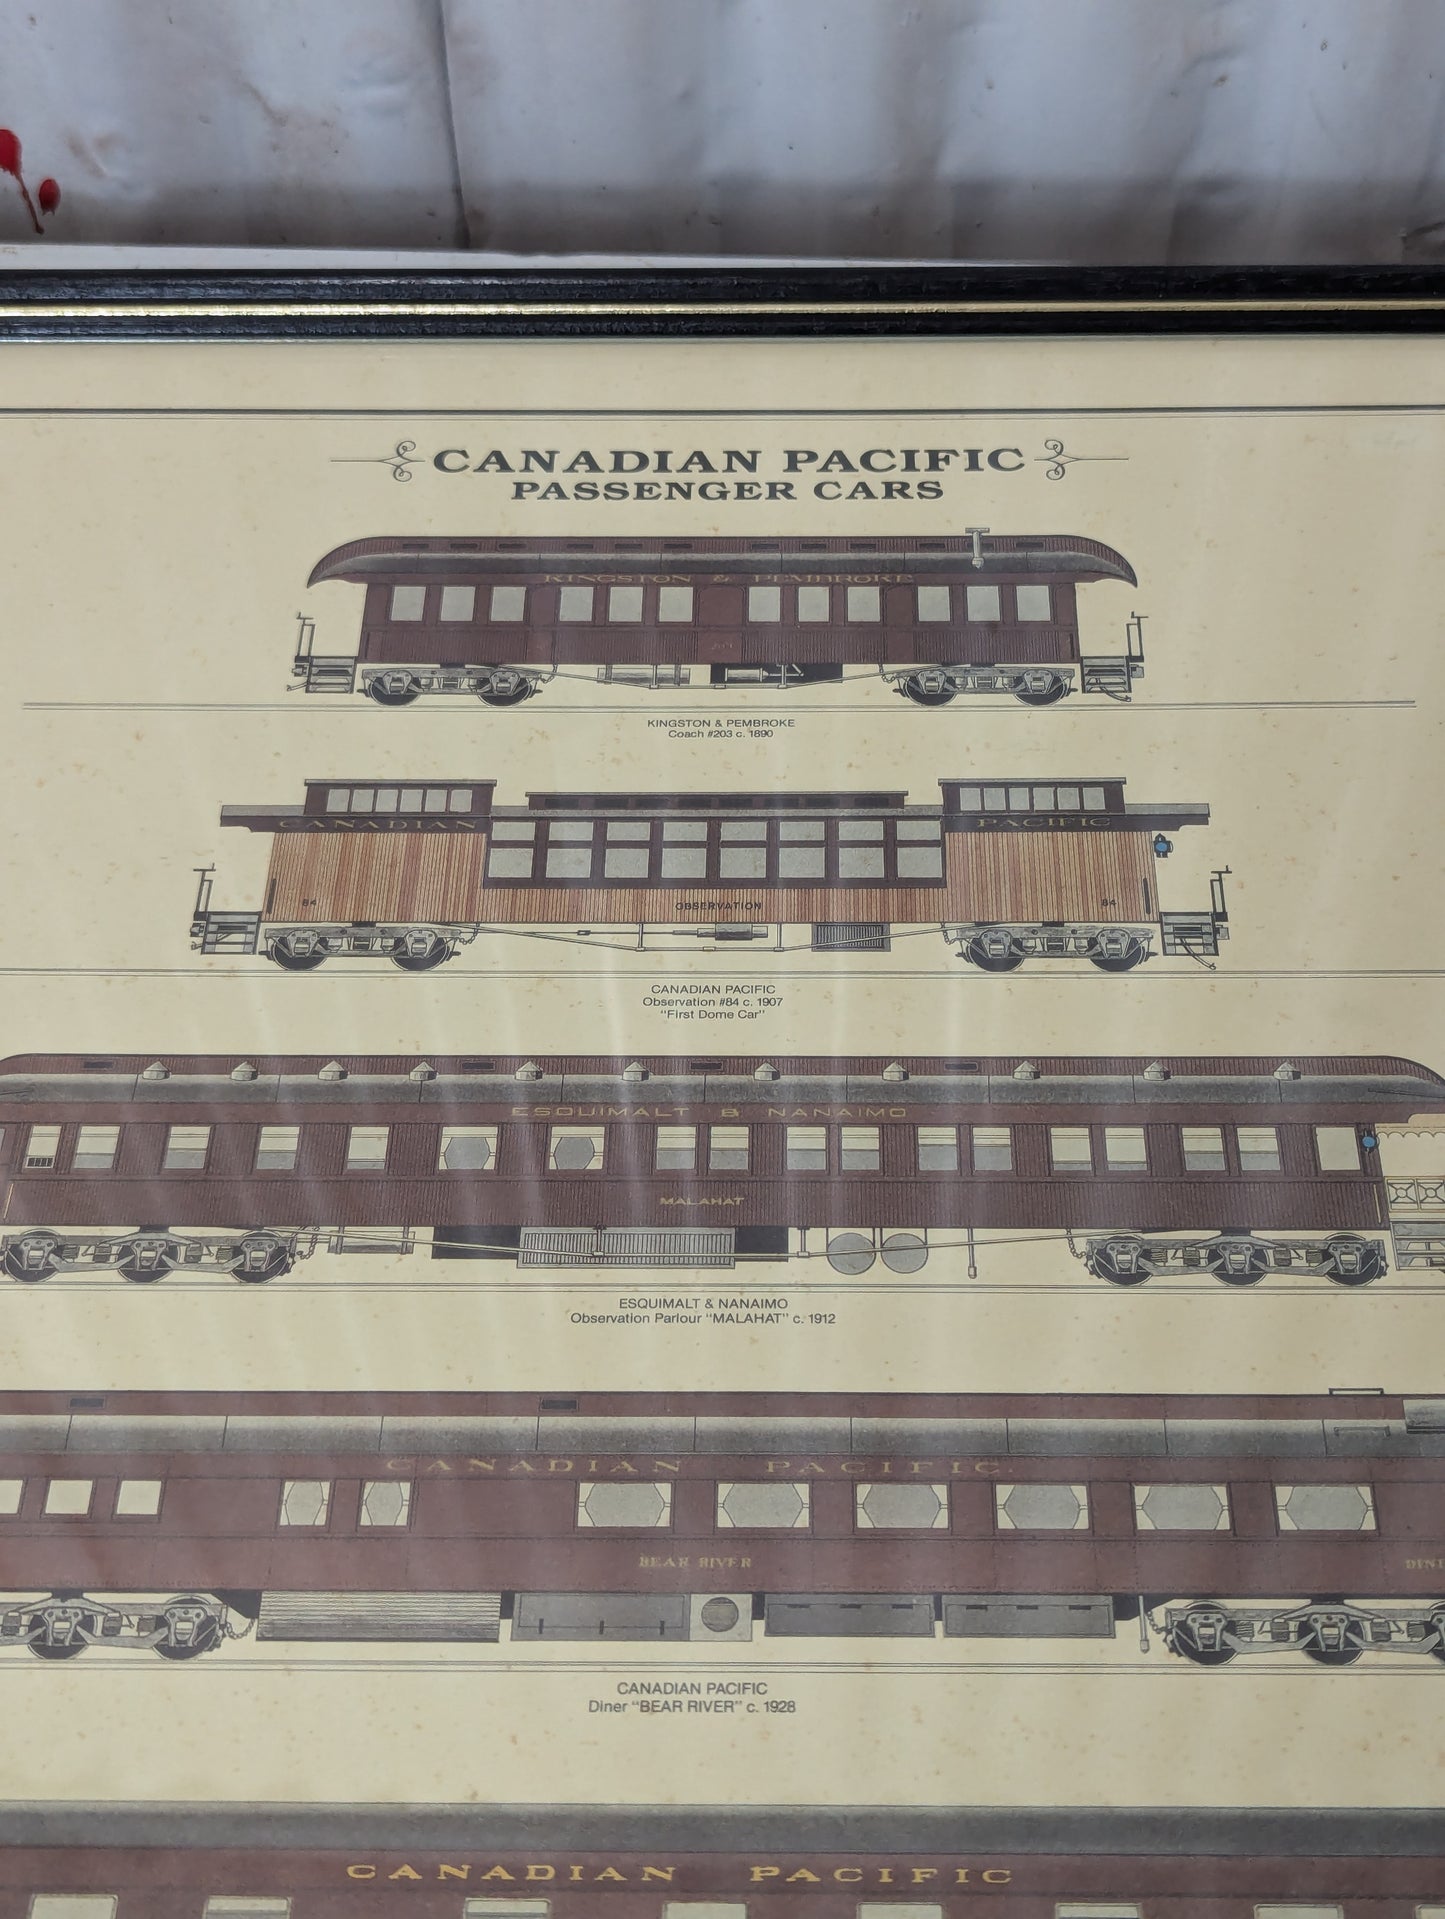 CANADIAN PACIFIC
PASSENGER CARS
KINGSTON & PEMBROKE
KINGSTON & PEMBROKE
Coach #203 c. 1890
CANADIAN PACIFIC
84 OBSERVATION 84
CANADIAN PACIFIC
Observation #84 c. 1907
"First Dome Car"
ESQUIMALT & NANAIMO
MALAHAT
ESQUIMALT & NANAIMO
Observation Parlour "MALAHAT" c. 1912
CANADIAN PACIFIC.
BEAR RIVER
CANADIAN PACIFIC
Diner "BEAR RIVER" c. 1928
CANADIAN PACIFIC